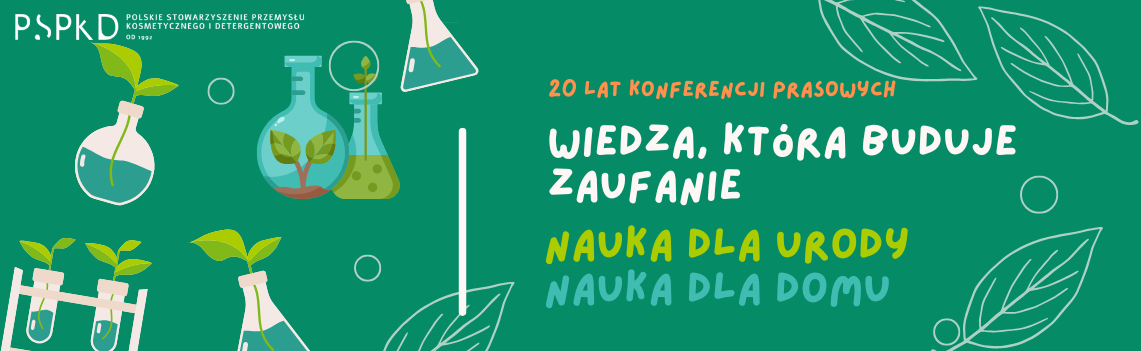 PSPKD POLSKIE STOWARZYSZENIE PRZEMYSŁU
KOSMETYCZNEGO I DETERGENTOWEGO
OD 1992
20 LAT KONFERENCJI PRASOWYCH
WIEDZA, KTÓRA BUDUJE
ZAUFANIE
NAUKA DLA URODY
NAUKA DLA DOMU